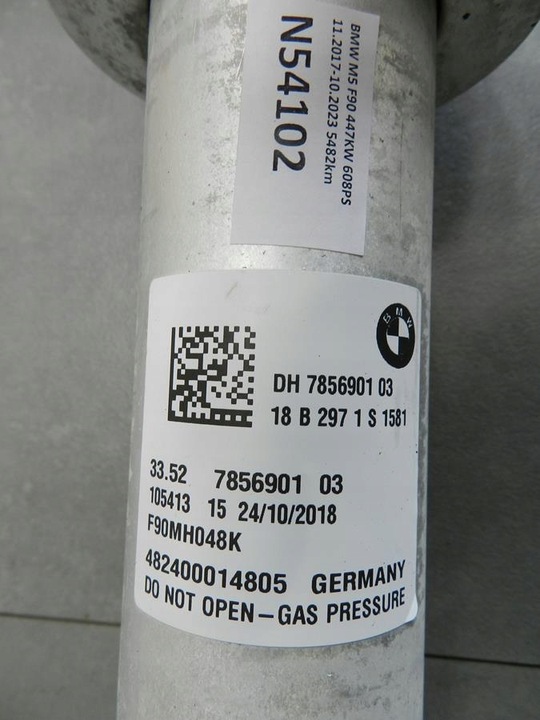 BMW M5 F90 447KW 608PS
11.2017-10.2023 5482km
N54102
BMW
DH 7856901 03
18 B 297 1 S 1581
33.52 7856901 03
105413 15 24/10/2018
F90MH048K
482400014805 GERMANY
DO NOT OPEN-GAS PRESSURE